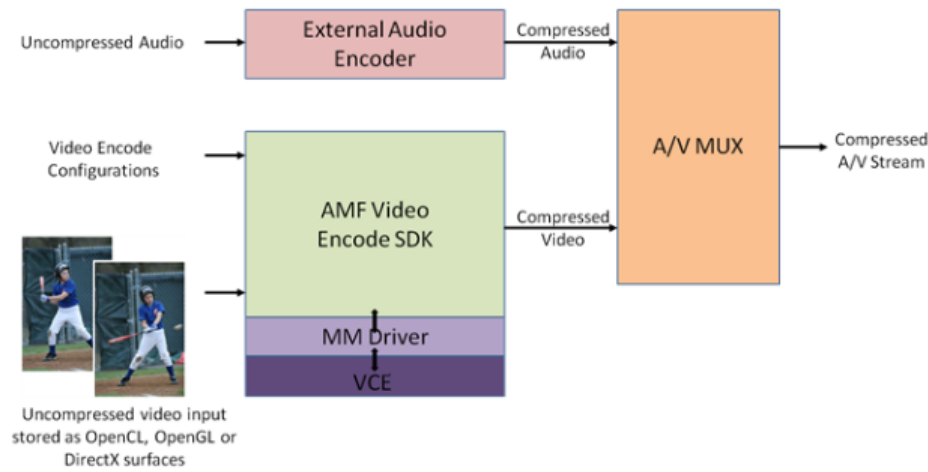 Uncompressed Audio
External Audio
Encoder
Compressed
Audio
Video Encode
Configurations
AMF Video
Encode SDK
Compressed
Video
A/V MUX
Compressed
A/V Stream
MM Driver
VCE
Uncompressed video input
stored as OpenCL, OpenGL or
DirectX surfaces